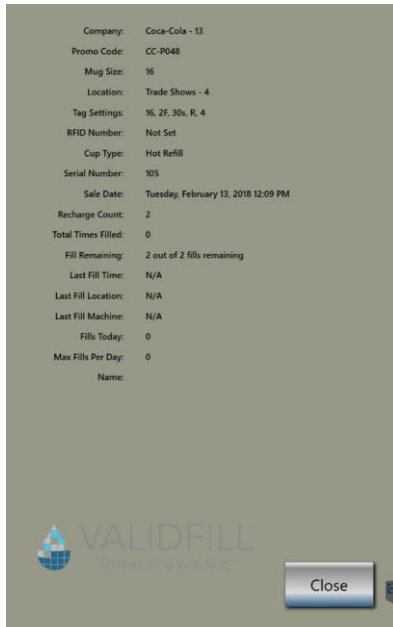 Company: Coca-Cola - 13
Promo Code: CC-P048
Mug Size: 16
Location: Trade Shows - 4
Tag Settings: 16, 2F, 30s, R, 4
RFID Number: Not Set
Cup Type: Hot Refill
Serial Number: 105
Sale Date: Tuesday, February 13, 2018 12:09 PM
Recharge Count: 2
Total Times Filled: 0
Fill Remaining: 2 out of 2 fills remaining
Last Fill Time: N/A
Last Fill Location: N/A
Last Fill Machine: N/A
Fills Today: 0
Max Fills Per Day: 0
Name:
VALIDFILL
Dispensing Wisdom
Close